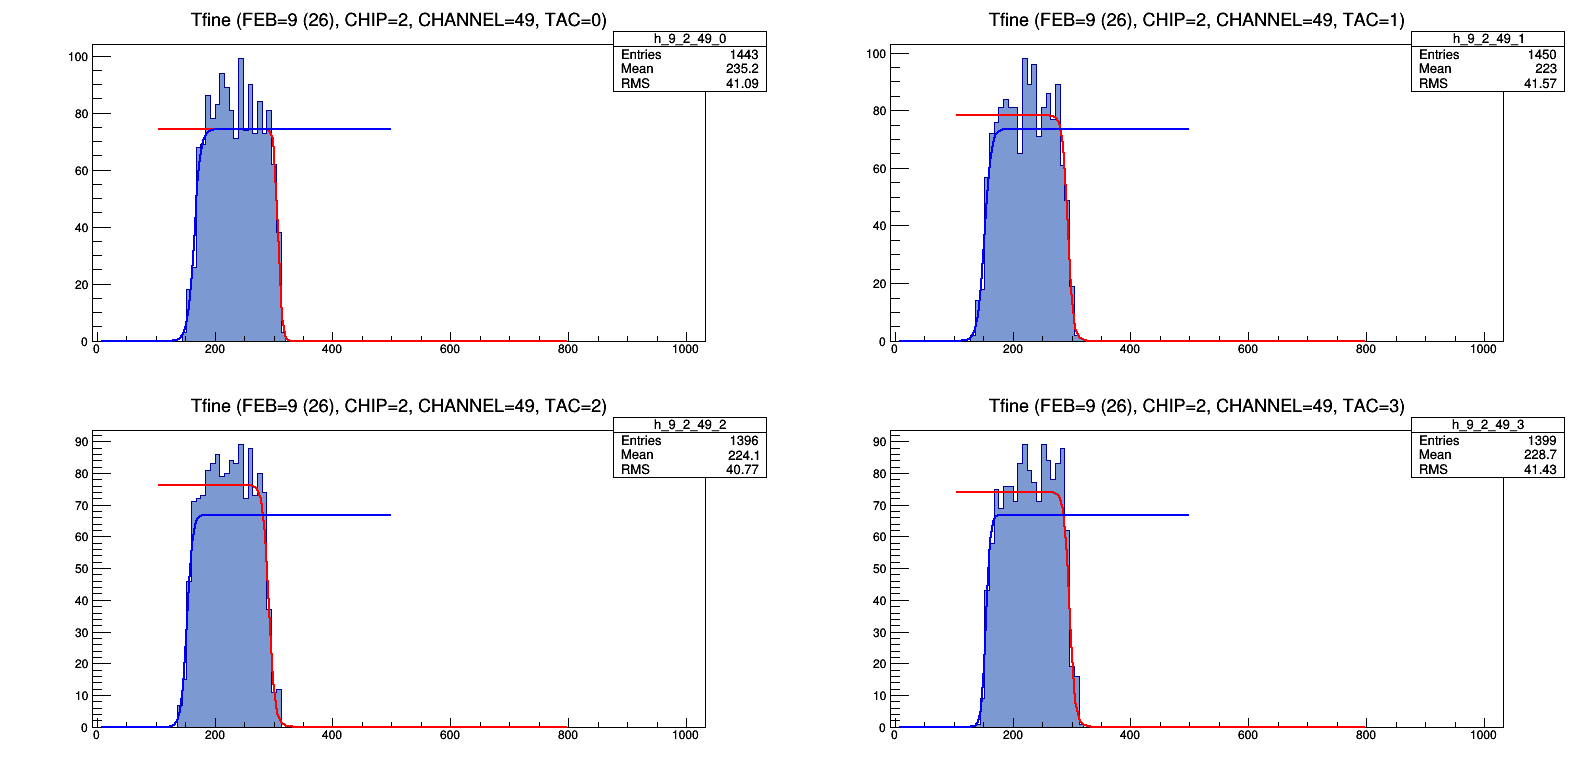 Tfine (FEB=9 (26), CHIP=2, CHANNEL=49, TAC=0)
h_9_2_49_0
Entries 1443
Mean 235.2
RMS 41.09
100
80
60
40
20
0
0 200 400 600 800 1000
Tfine (FEB=9 (26), CHIP=2, CHANNEL=49, TAC=1)
h_9_2_49_1
Entries 1450
Mean 223
RMS 41.57
100
80
60
40
20
0
0 200 400 600 800 1000
Tfine (FEB=9 (26), CHIP=2, CHANNEL=49, TAC=2)
h_9_2_49_2
Entries 1396
Mean 224.1
RMS 40.77
90
80
70
60
50
40
30
20
10
0
0 200 400 600 800 1000
Tfine (FEB=9 (26), CHIP=2, CHANNEL=49, TAC=3)
h_9_2_49_3
Entries 1399
Mean 228.7
RMS 41.43
90
80
70
60
50
40
30
20
10
0
0 200 400 600 800 1000